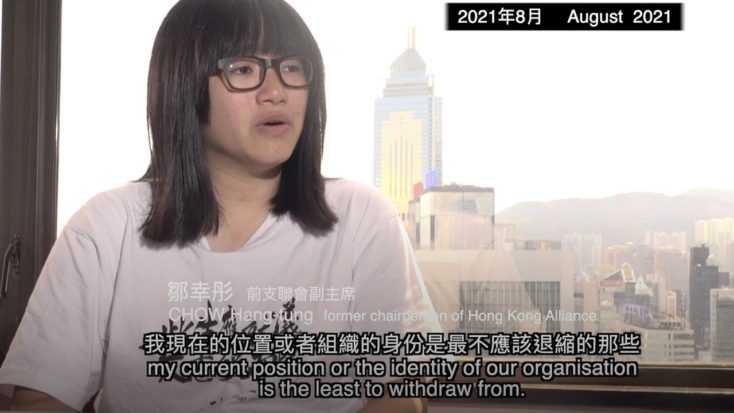 2021年8月 August 2021
鄒幸彤 前支聯會副主席
CHOW Hang-tung former chairperson of Hong Kong Alliance
我現在的位置或者組織的身份是最不應該退縮的那些
my current position or the identity of our organisation
is the least to withdraw from.